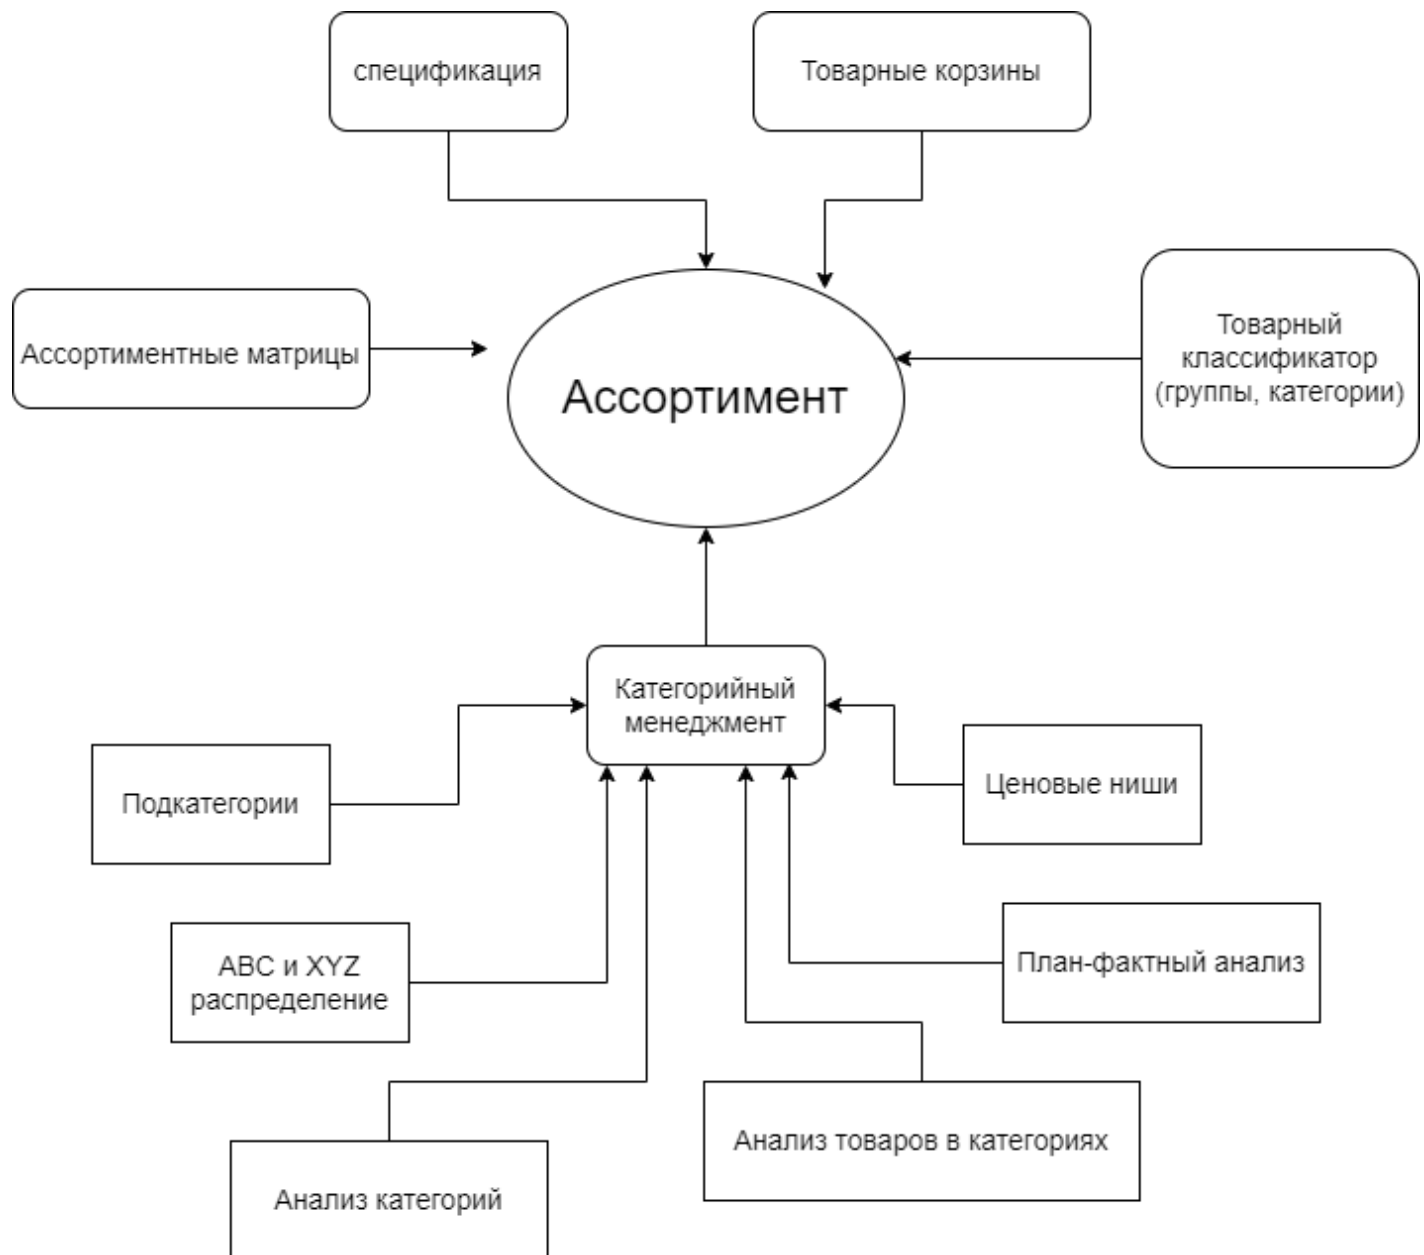 спецификация
Товарные корзины
Ассортиментные матрицы
Ассортимент
Товарный
классификатор
(группы, категории)
Категорийный
менеджмент
Подкатегории
Ценовые ниши
ABC и XYZ
распределение
План-фактный анализ
Анализ товаров в категориях
Анализ категорий